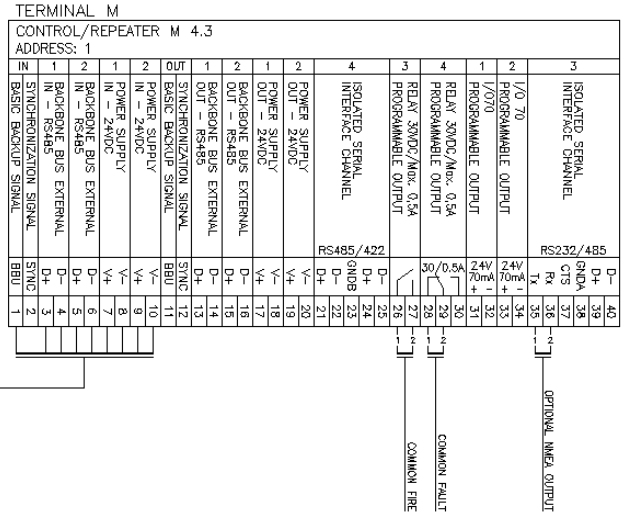 TERMINAL M
CONTROL/REPEATER M 4.3
ADDRESS: 1
IN 1 2 1 2 OUT 1 2 1 2 4 3 4 1 2 3
BASIC BACKUP SIGNAL
SYNCHRONIZATION SIGNAL
BACKBONE BUS EXTERNAL
IN - RS485
BACKBONE BUS EXTERNAL
IN - RS485
POWER SUPPLY
IN - 24VDC
POWER SUPPLY
IN - 24VDC
BASIC BACKUP SIGNAL
SYNCHRONIZATION SIGNAL
BACKBONE BUS EXTERNAL
OUT - RS485
BACKBONE BUS EXTERNAL
OUT - RS485
POWER SUPPLY
OUT - 24VDC
POWER SUPPLY
OUT - 24VDC
ISOLATED SERIAL
INTERFACE CHANNEL
RS485/422
RELAY 30VDC/Max. 0,5A
PROGRAMMABLE OUTPUT
RELAY 30VDC/Max. 0,5A
PROGRAMMABLE OUTPUT
I/O70
PROGRAMMABLE OUTPUT
I/O 70
PROGRAMMABLE OUTPUT
ISOLATED SERIAL
INTERFACE CHANNEL
RS232/485
BBU SYNC D+ D- D+ D- V+ V- V+ V- BBU SYNC D+ D- D+ D- V+ V- V+ V- D+ D- GNDB D+ D- 30/0.5A 24V 70mA + - 24V 70mA + - Tx Rx CTS GNDA D+ D-
1 2 3 4 5 6 7 8 9 10 11 12 13 14 15 16 17 18 19 20 21 22 23 24 25 26 27 28 29 30 31 32 33 34 35 36 37 38 39 40
1 2 1 2 1 2
COMMON FIRE
COMMON FAULT
OPTIONAL NMEA OUTPUT